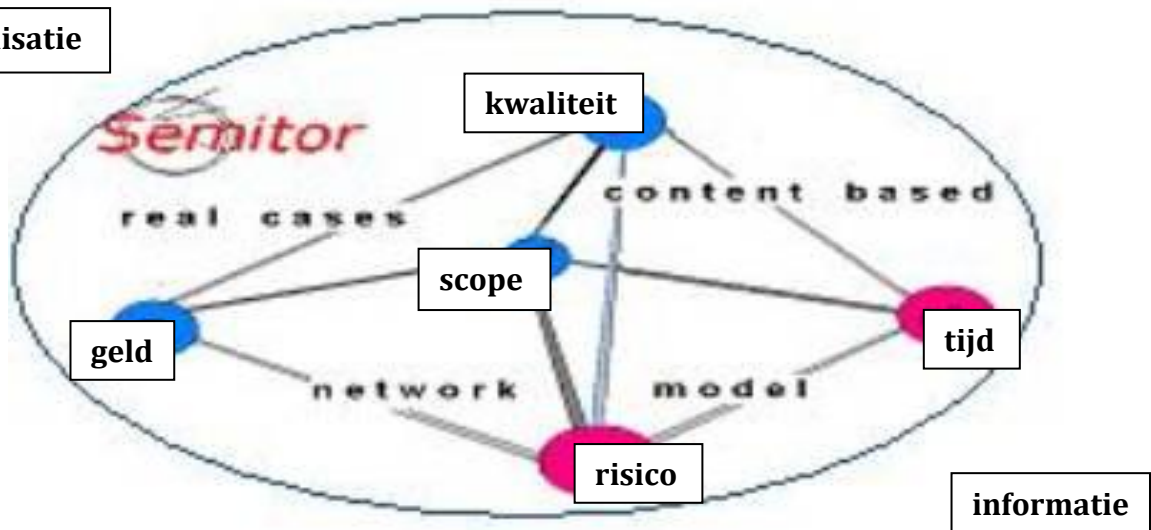 isatie
kwaliteit
Semitor
content based
real cases
scope
geld
tijd
network model
risico
informatie